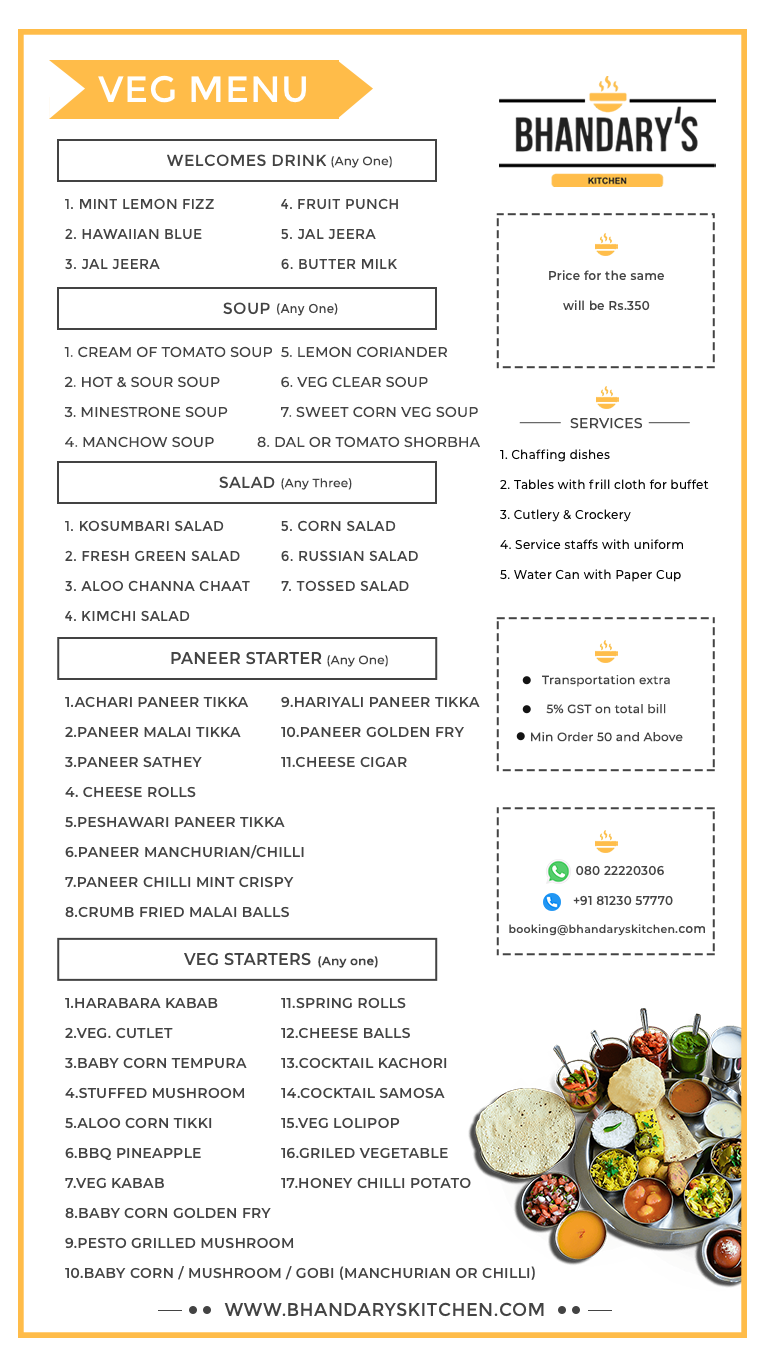 VEG MENU
WELCOMES DRINK (Any One)
1. MINT LEMON FIZZ
2. HAWAIIAN BLUE
3. JAL JEERA
4. FRUIT PUNCH
5. JAL JEERA
6. BUTTER MILK
SOUP (Any One)
1. CREAM OF TOMATO SOUP
2. HOT & SOUR SOUP
3. MINESTRONE SOUP
4. MANCHOW SOUP
5. LEMON CORIANDER
6. VEG CLEAR SOUP
7. SWEET CORN VEG SOUP
8. DAL OR TOMATO SHORBHA
SALAD (Any Three)
1. KOSUMBARI SALAD
2. FRESH GREEN SALAD
3. ALOO CHANNA CHAAT
4. KIMCHI SALAD
5. CORN SALAD
6. RUSSIAN SALAD
7. TOSSED SALAD
PANEER STARTER (Any One)
1.ACHARI PANEER TIKKA
2.PANEER MALAI TIKKA
3.PANEER SATHEY
4. CHEESE ROLLS
5.PESHAWARI PANEER TIKKA
6.PANEER MANCHURIAN/CHILLI
7.PANEER CHILLI MINT CRISPY
8.CRUMB FRIED MALAI BALLS
9.HARIYALI PANEER TIKKA
10.PANEER GOLDEN FRY
11.CHEESE CIGAR
VEG STARTERS (Any one)
1.HARABARA KABAB
2.VEG. CUTLET
3.BABY CORN TEMPURA
4.STUFFED MUSHROOM
5.ALOO CORN TIKKI
6.BBQ PINEAPPLE
7.VEG KABAB
8.BABY CORN GOLDEN FRY
9.PESTO GRILLED MUSHROOM
10.BABY CORN / MUSHROOM / GOBI (MANCHURIAN OR CHILLI)
11.SPRING ROLLS
12.CHEESE BALLS
13.COCKTAIL KACHORI
14.COCKTAIL SAMOSA
15.VEG LOLIPOP
16.GRILED VEGETABLE
17.HONEY CHILLI POTATO
BHANDARY'S
KITCHEN
Price for the same
will be Rs.350
SERVICES
1. Chaffing dishes
2. Tables with frill cloth for buffet
3. Cutlery & Crockery
4. Service staffs with uniform
5. Water Can with Paper Cup
● Transportation extra
● 5% GST on total bill
● Min Order 50 and Above
080 22220306
+91 81230 57770
booking@bhandaryskitchen.com
WWW.BHANDARYSKITCHEN.COM